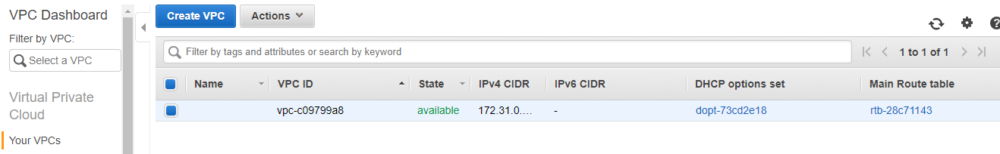 VPC Dashboard
Filter by VPC:
Select a VPC
Virtual Private
Cloud
Your VPCs
Create VPC Actions
Filter by tags and attributes or search by keyword
1 to 1 of 1
Name VPC ID State IPv4 CIDR IPv6 CIDR DHCP options set Main Route table
vpc-c09799a8 available 172.31.0.… - dopt-73cd2e18 rtb-28c71143